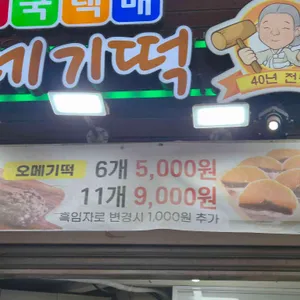 국택배
메기떡
40년 전
오메기떡 6개 5,000원
11개 9,000원
흑임자로 변경시 1,000원 추가